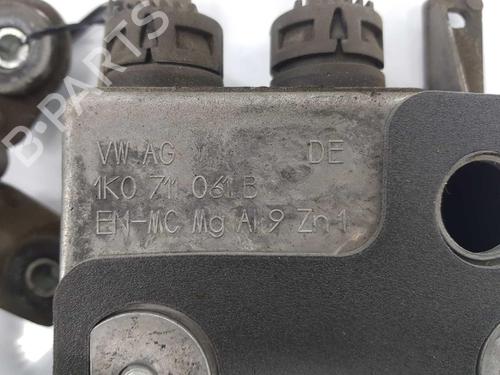 B-PARTS
VW AG DE
1K0 711 061 B
EN-MC Mg Al 9 Zn 1